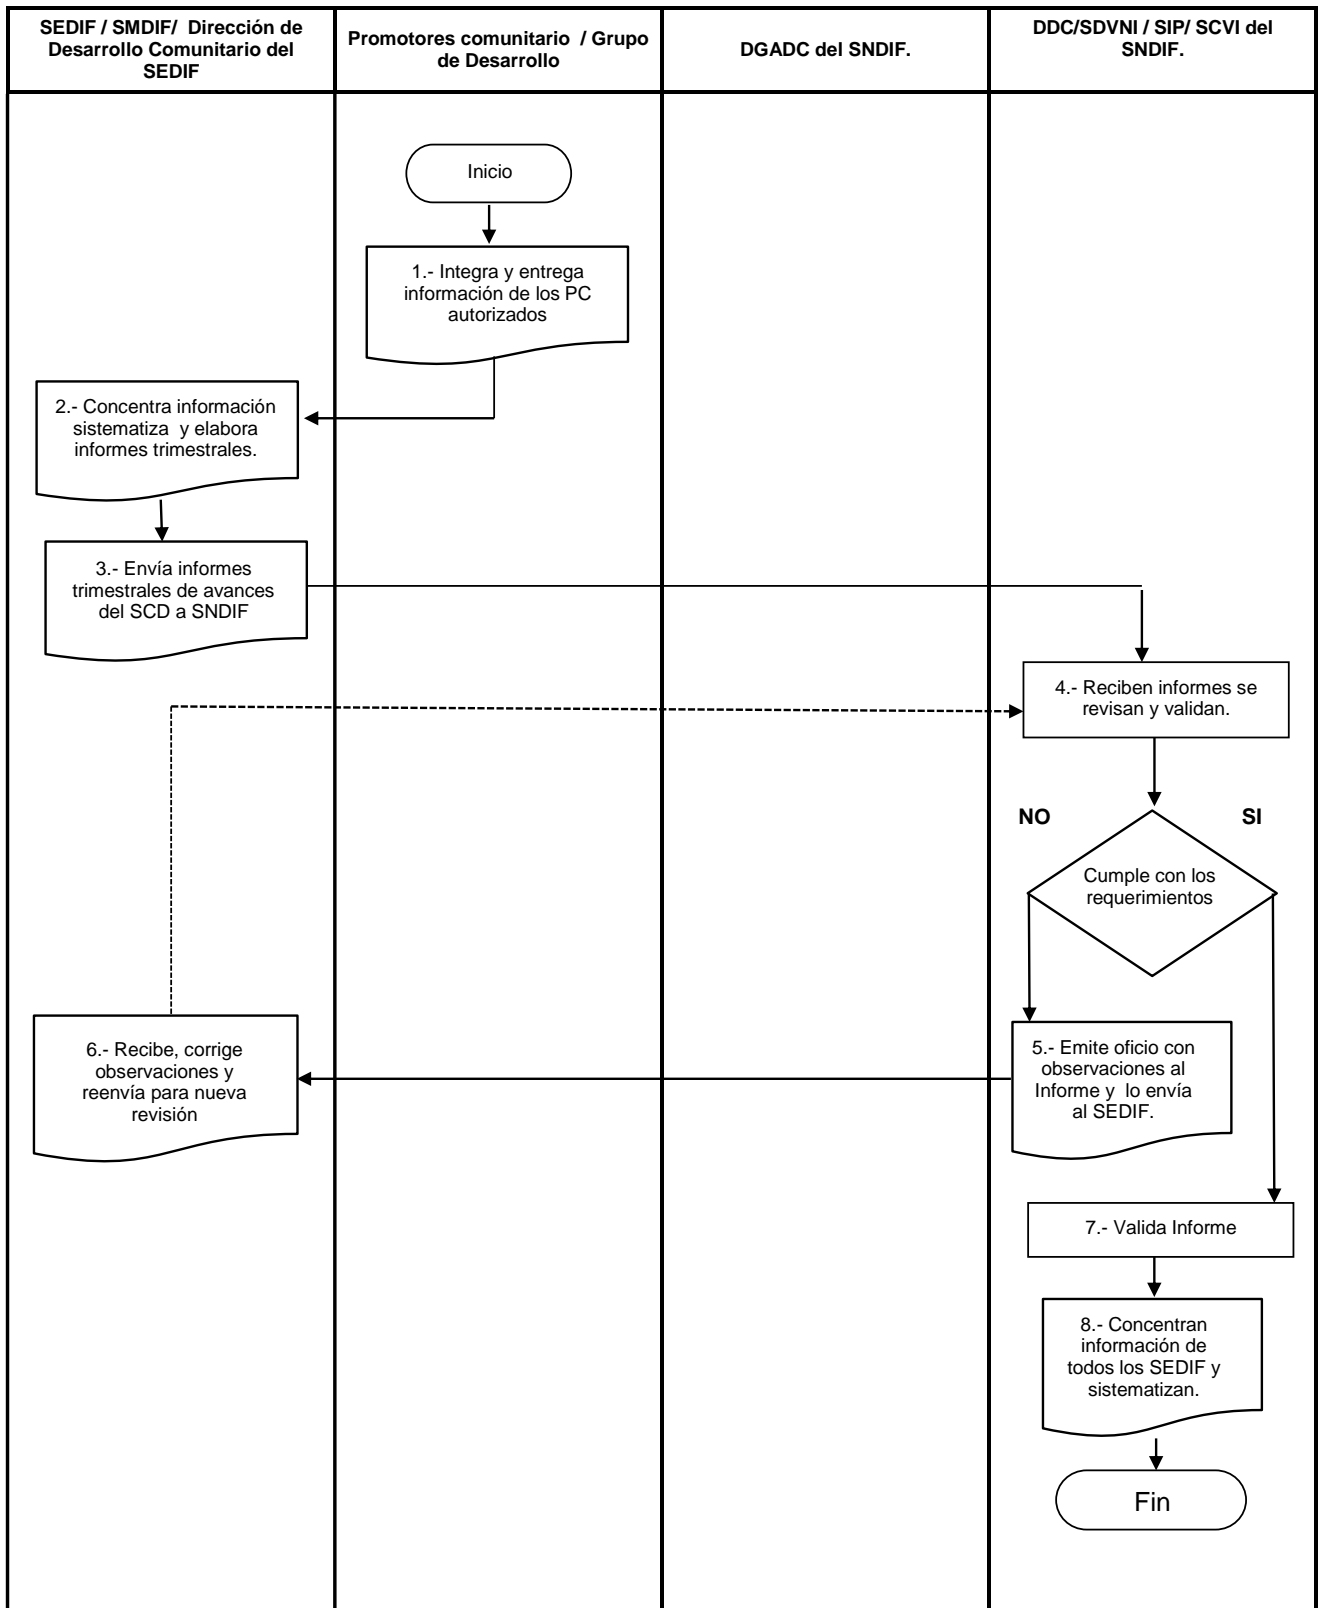 SEDIF / SMDIF/  Dirección de
Desarrollo Comunitario del
SEDIF
Promotores comunitario  / Grupo
de Desarrollo
DGADC del SNDIF.
DDC/SDVNI / SIP/ SCVI del
SNDIF.
Inicio
1.- Integra y entrega
información de los PC
autorizados
2.- Concentra información
sistematiza  y elabora
informes trimestrales.
3.- Envía informes
trimestrales de avances
del SCD a SNDIF
4.- Reciben informes se
revisan y validan.
NO
SI
Cumple con los
requerimientos
5.- Emite oficio con
observaciones al
Informe y  lo envía
al SEDIF.
6.- Recibe, corrige
observaciones y
reenvía para nueva
revisión
7.- Valida Informe
8.- Concentran
información de
todos los SEDIF y
sistematizan.
Fin